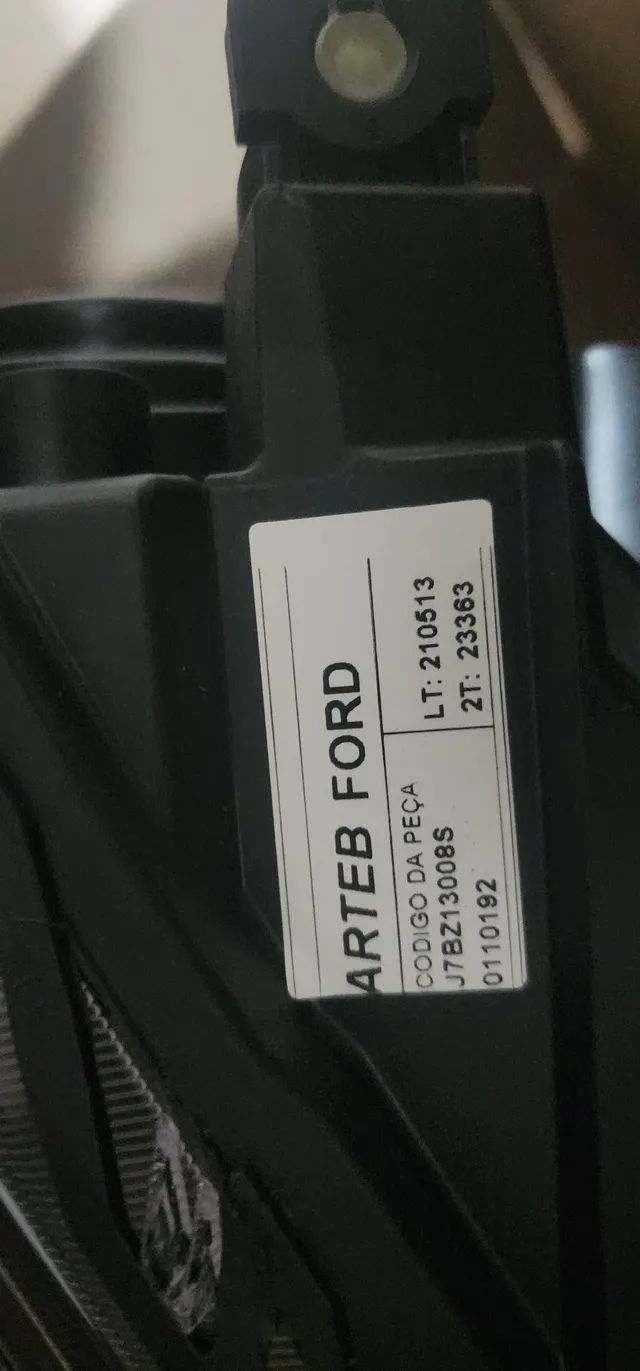 ARTEB FORD
CODIGO DA PEÇA
J7BZ13008S
0110192
LT: 210513
2T: 23363